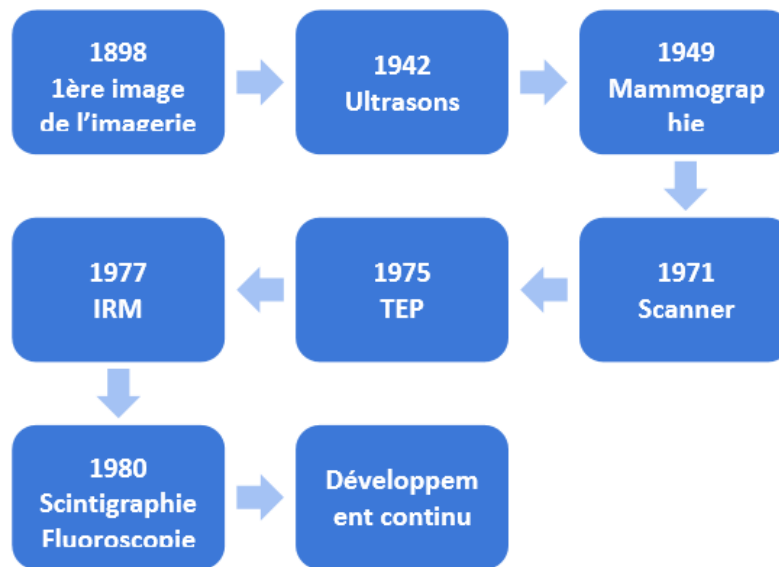 1898
1ère image
de l'imagerie
1942
Ultrasons
1949
Mammograp
hie
1971
Scanner
1975
TEP
1977
IRM
1980
Scintigraphie
Fluoroscopie
Développem
ent continu